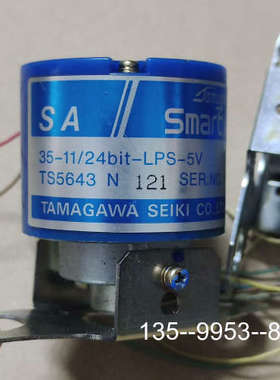 SA Smart
35-11/24bit-LPS-5V
TS5643 N 121 SER.NO.
TAMAGAWA SEIKI CO.,
135--9953--8